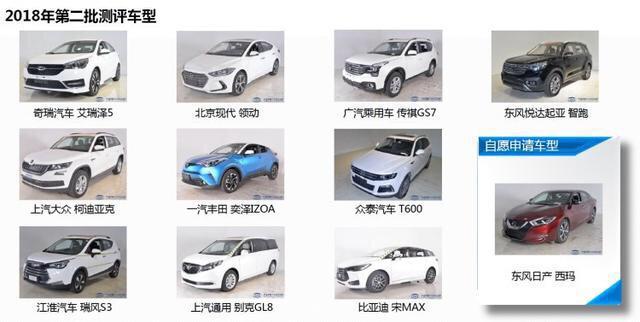 2018年第二批测评车型
奇瑞汽车 艾瑞泽5
北京现代 领动
广汽乘用车 传祺GS7
东风悦达起亚 智跑
自愿申请车型
上汽大众 柯迪亚克
一汽丰田 奕泽IZOA
众泰汽车 T600
东风日产 西玛
江淮汽车 瑞风S3
上汽通用 别克GL8
比亚迪 宋MAX